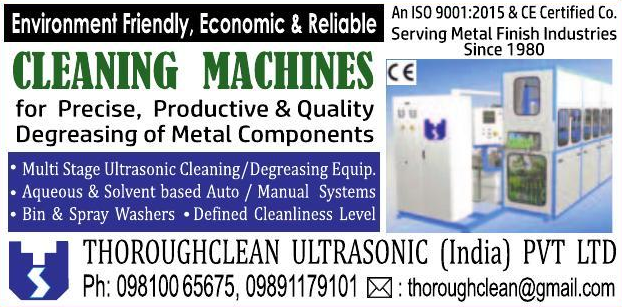 Environment Friendly, Economic & Reliable
CLEANING MACHINES
for Precise, Productive & Quality
Degreasing of Metal Components
• Multi Stage Ultrasonic Cleaning/Degreasing Equip.
• Aqueous & Solvent based Auto / Manual Systems
• Bin & Spray Washers • Defined Cleanliness Level
An ISO 9001:2015 & CE Certified Co.
Serving Metal Finish Industries
Since 1980
CE
THOROUGHCLEAN ULTRASONIC (India) PVT LTD
Ph: 098100 65675, 09891179101 ✉ : thoroughclean@gmail.com